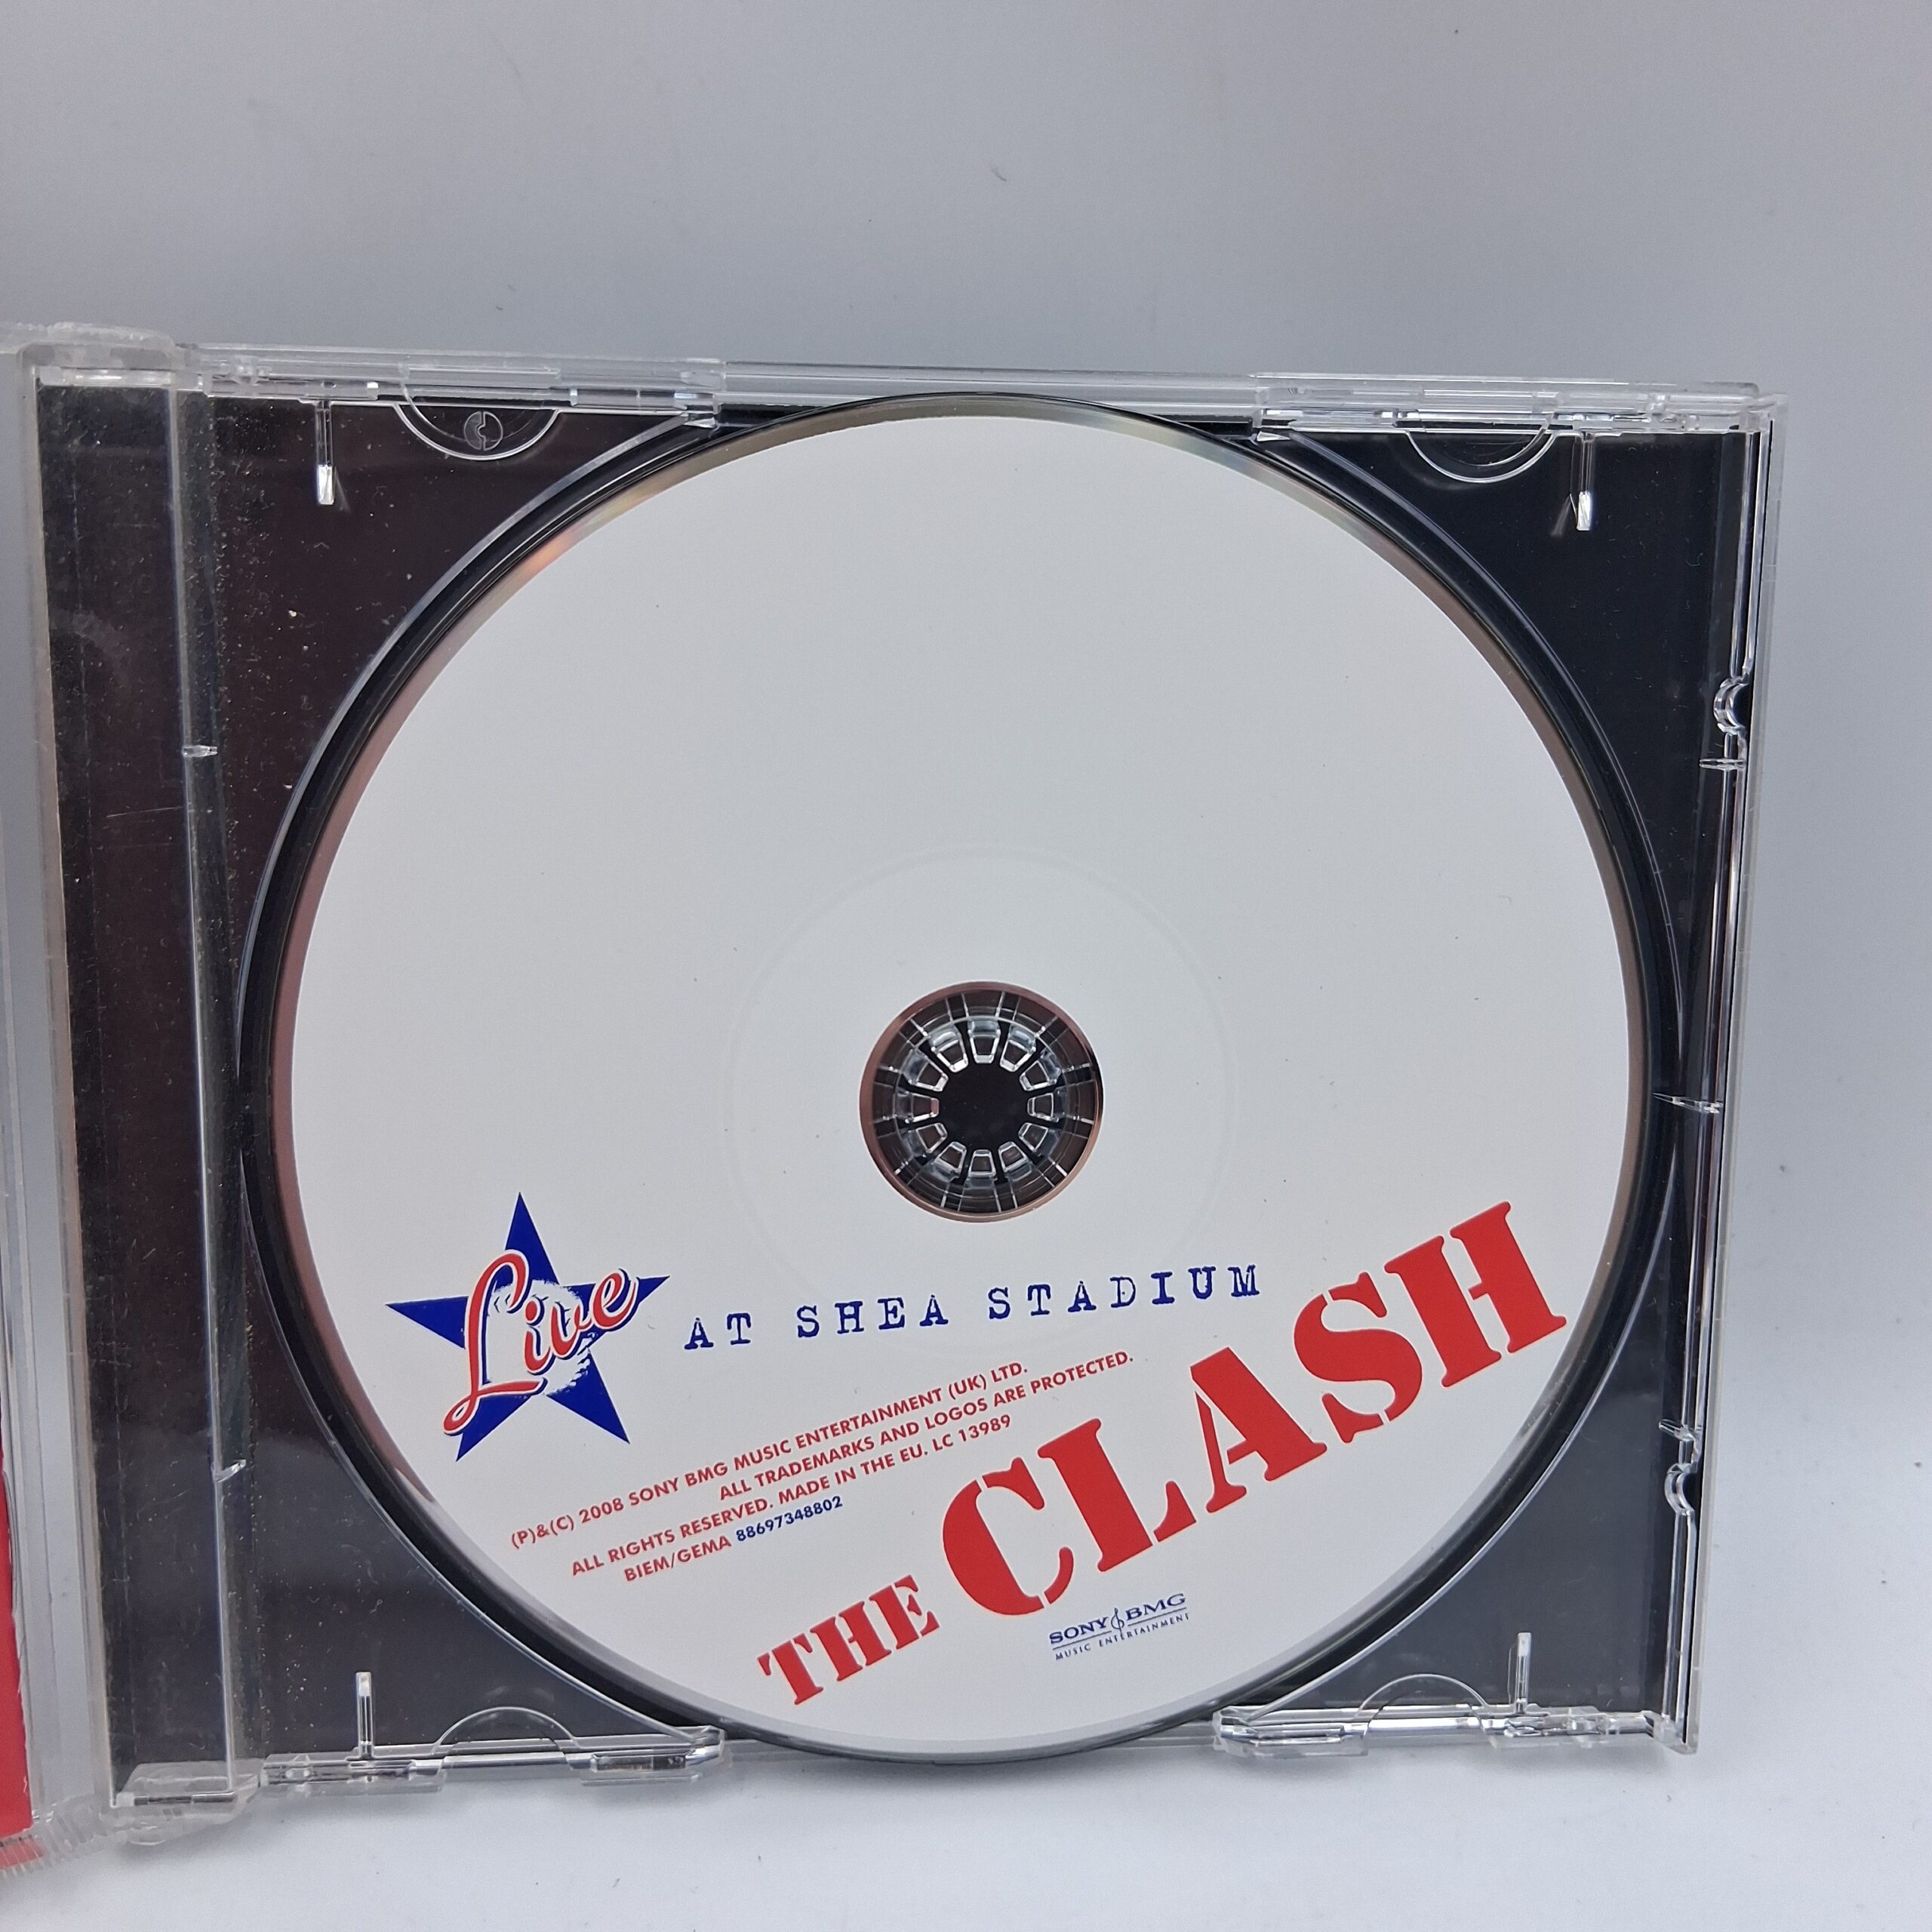 Live
AT SHEA STADIUM
(P)&(C) 2008 SONY BMG MUSIC ENTERTAINMENT (UK) LTD.
ALL TRADEMARKS AND LOGOS ARE PROTECTED.
ALL RIGHTS RESERVED. MADE IN THE EU. LC 13989
BIEM/GEMA 88697348802
THE CLASH
SONY BMG
MUSIC ENTERTAINMENT